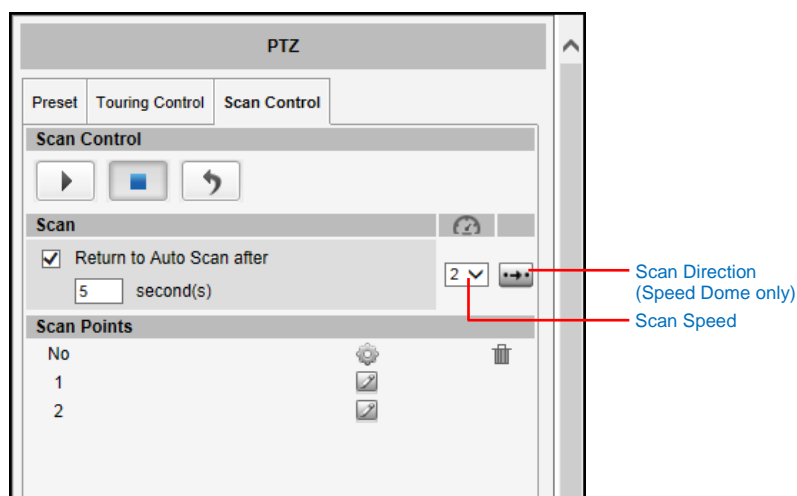 PTZ
Preset Touring Control Scan Control
Scan Control
Scan
Return to Auto Scan after
5 second(s)
2
Scan Direction
(Speed Dome only)
Scan Speed
Scan Points
No
1
2